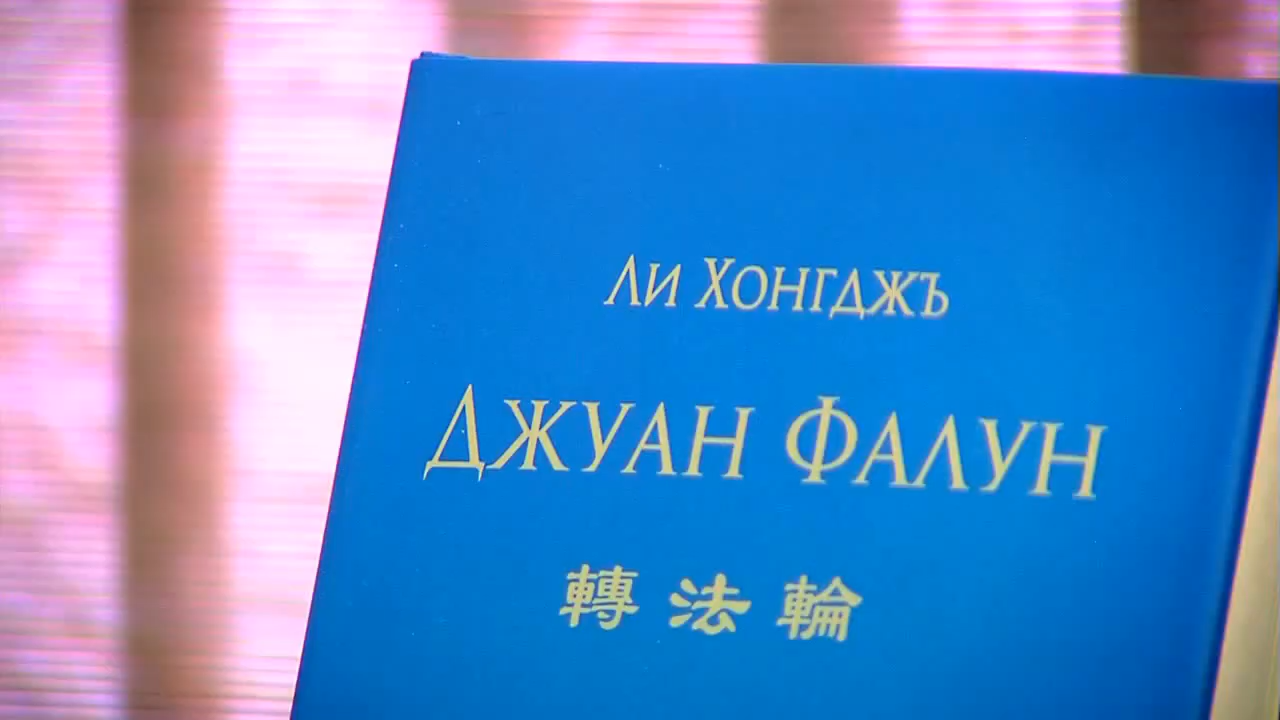 Ли Хонгджъ
Джуан Фалун
轉法輪